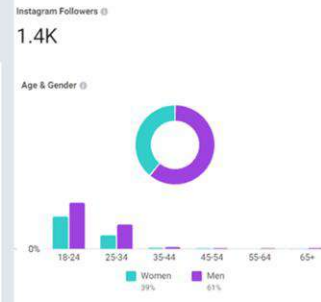 Instagram Followers
1.4K
Age & Gender
0%
18-24 25-34 35-44 45-54 55-64 65+
Women Men
39% 61%